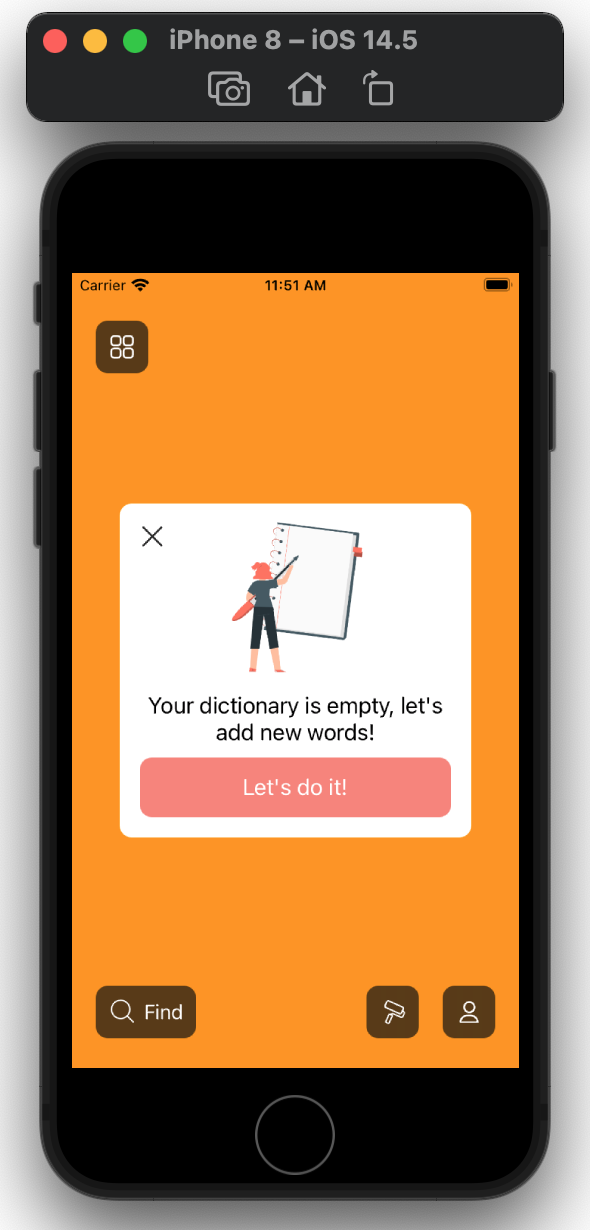 iPhone 8 – iOS 14.5
Carrier 11:51 AM
Your dictionary is empty, let's
add new words!
Let's do it!
Find